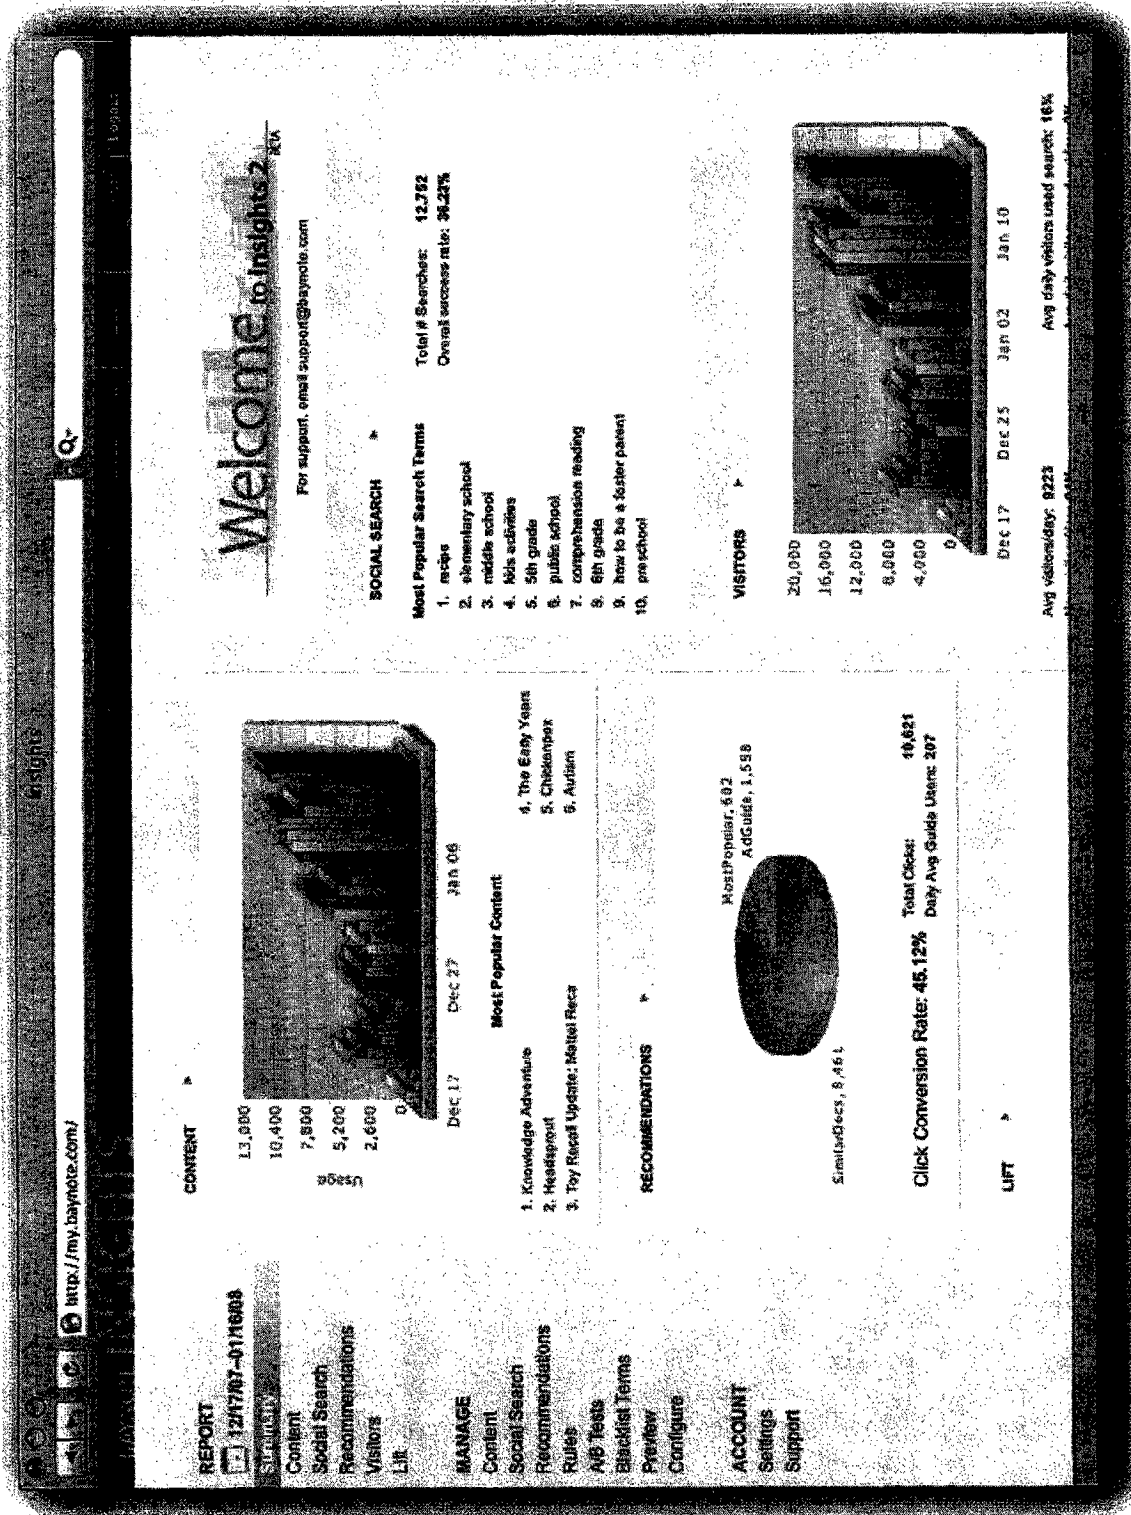 Insights
http://my.baynote.com/
Logout
REPORT
12/17/07-01/16/08
Summary
Content
Social Search
Recommendations
Visitors
Lift
MANAGE
Content
Social Search
Recommendations
Rules
A/B Tests
Blacklist Terms
Preview
Configure
ACCOUNT
Settings
Support
CONTENT
13,000
10,400
7,800
5,200
2,600
0
Usage
Dec 17 Dec 27 Jan 06
Most Popular Content
1. Knowledge Adventure
2. Headsprout
3. Toy Recall Update: Mattel Reca
4. The Early Years
5. Chickenpox
6. Autism
RECOMMENDATIONS
MostPopular, 602
AdGuide, 1,598
SimilarDocs, 8,461
Click Conversion Rate: 45.12%
Total Clicks: 10,621
Daily Avg Guide Users: 207
LIFT
Welcome to Insights 2
BETA
For support, email support@baynote.com
SOCIAL SEARCH
Most Popular Search Terms
1. recips
2. elementary school
3. middle school
4. kids activities
5. 5th grade
6. public school
7. comprehension reading
8. 6th grade
9. how to be a foster parent
10. preschool
Total # Searches: 12,752
Overall success rate: 36.22%
VISITORS
20,000
16,000
12,000
8,000
4,000
0
Dec 17 Dec 25 Jan 02 Jan 10
Avg visitors/day: 9223
Avg daily visitors used search: 16%